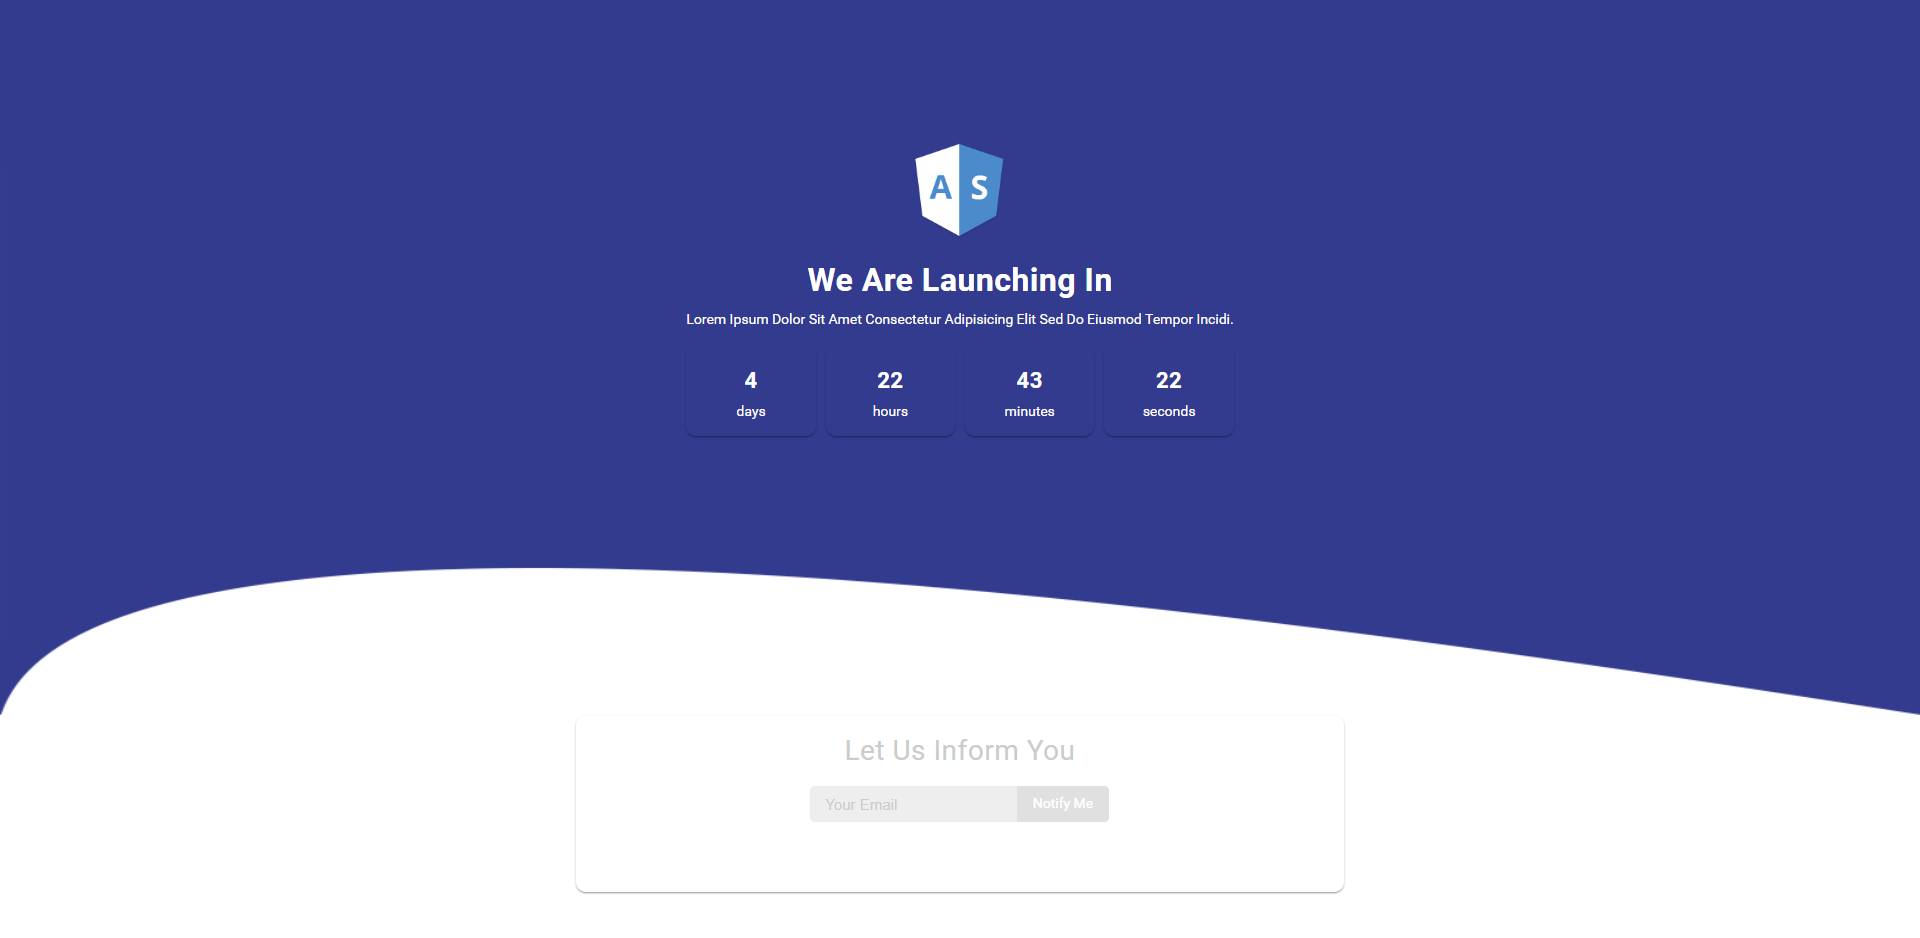 A S
We Are Launching In
Lorem Ipsum Dolor Sit Amet Consectetur Adipisicing Elit Sed Do Eiusmod Tempor Incidi.
4 22 43 22
days hours minutes seconds
Let Us Inform You
Your Email Notify Me